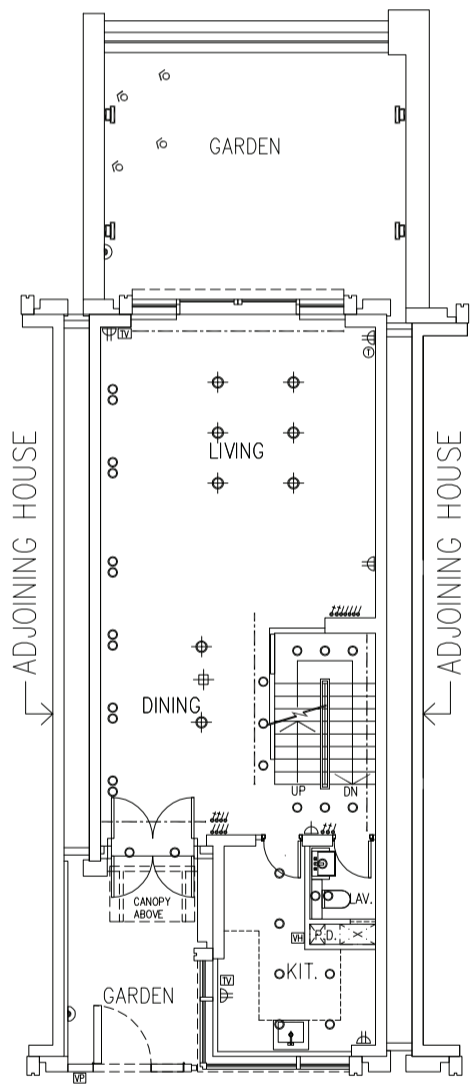 GARDEN
TV
T
ADJOINING HOUSE
LIVING
ADJOINING HOUSE
DINING
UP
DN
CANOPY
ABOVE
LAV.
P.D.
VH
KIT.
TV
GARDEN
VP